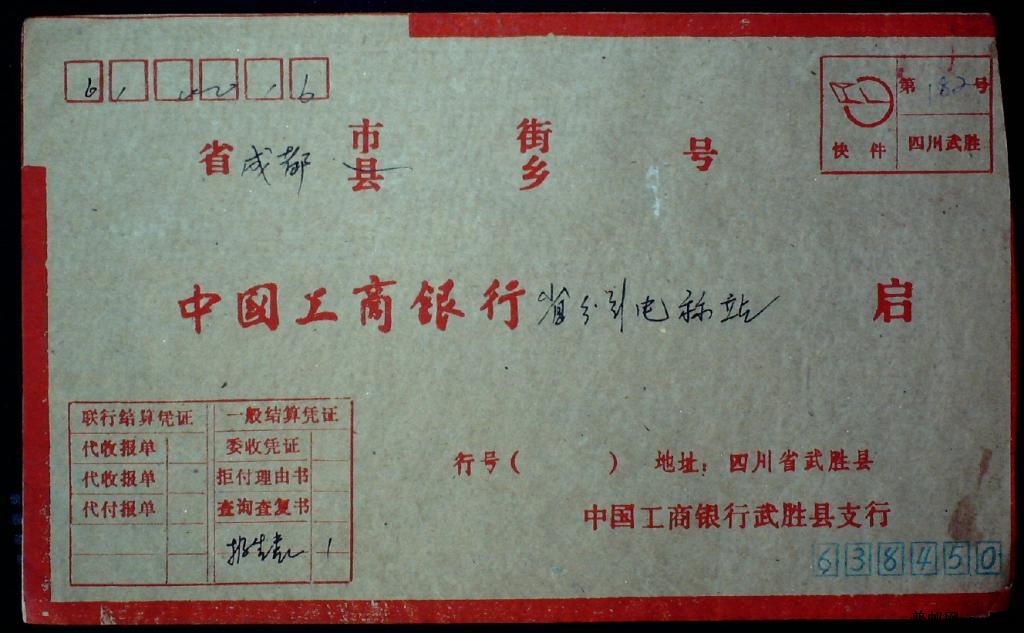 第182号
快件
四川武胜
省成都市县 街乡 号
中国工商银行省分行电称站 启
联行结算凭证 一般结算凭证
代收报单 委收凭证
代收报单 拒付理由书
代付报单 查询查复书
1
行号( ) 地址:四川省武胜县
中国工商银行武胜县支行
638450